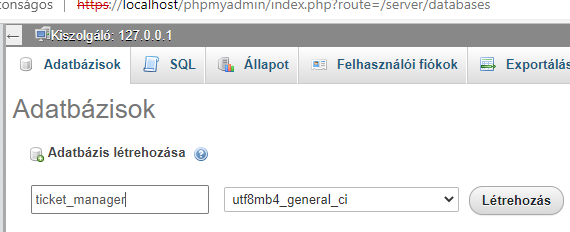 tonságos | https://localhost/phpmyadmin/index.php?route=/server/databases
← Kiszolgáló: 127.0.0.1
Adatbázisok SQL Állapot Felhasználói fiókok Exportálás
Adatbázisok
Adatbázis létrehozása
ticket_manager utf8mb4_general_ci Létrehozás